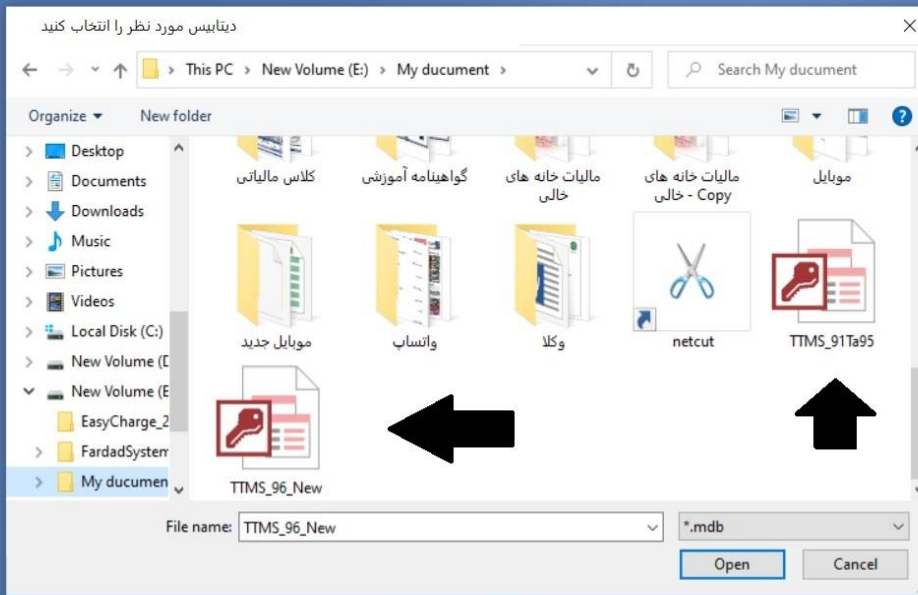 دیتابیس مورد نظر را انتخاب کنید
This PC > New Volume (E:) > My ducument >
Search My ducument
Organize
New folder
Desktop
Documents
Downloads
Music
Pictures
Videos
Local Disk (C:)
New Volume (D
New Volume (E
EasyCharge_2
FardadSystem
My ducumen
کلاس مالیاتی
گواهینامه آموزشی
مالیات خانه های
خالی
مالیات خانه های
خالی - Copy
موبایل
موبایل جدید
واتساپ
وکلا
netcut
TTMS_91Ta95
TTMS_96_New
File name:
TTMS_96_New
*.mdb
Open
Cancel